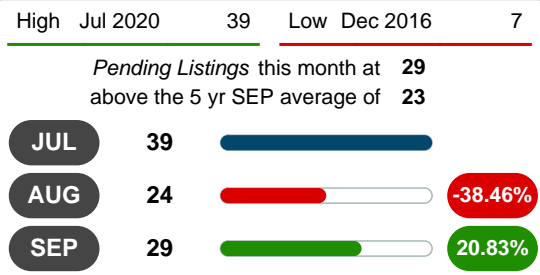 High Jul 2020 39 Low Dec 2016 7
Pending Listings this month at 29
above the 5 yr SEP average of 23
JUL 39
AUG 24 -38.46%
SEP 29 20.83%